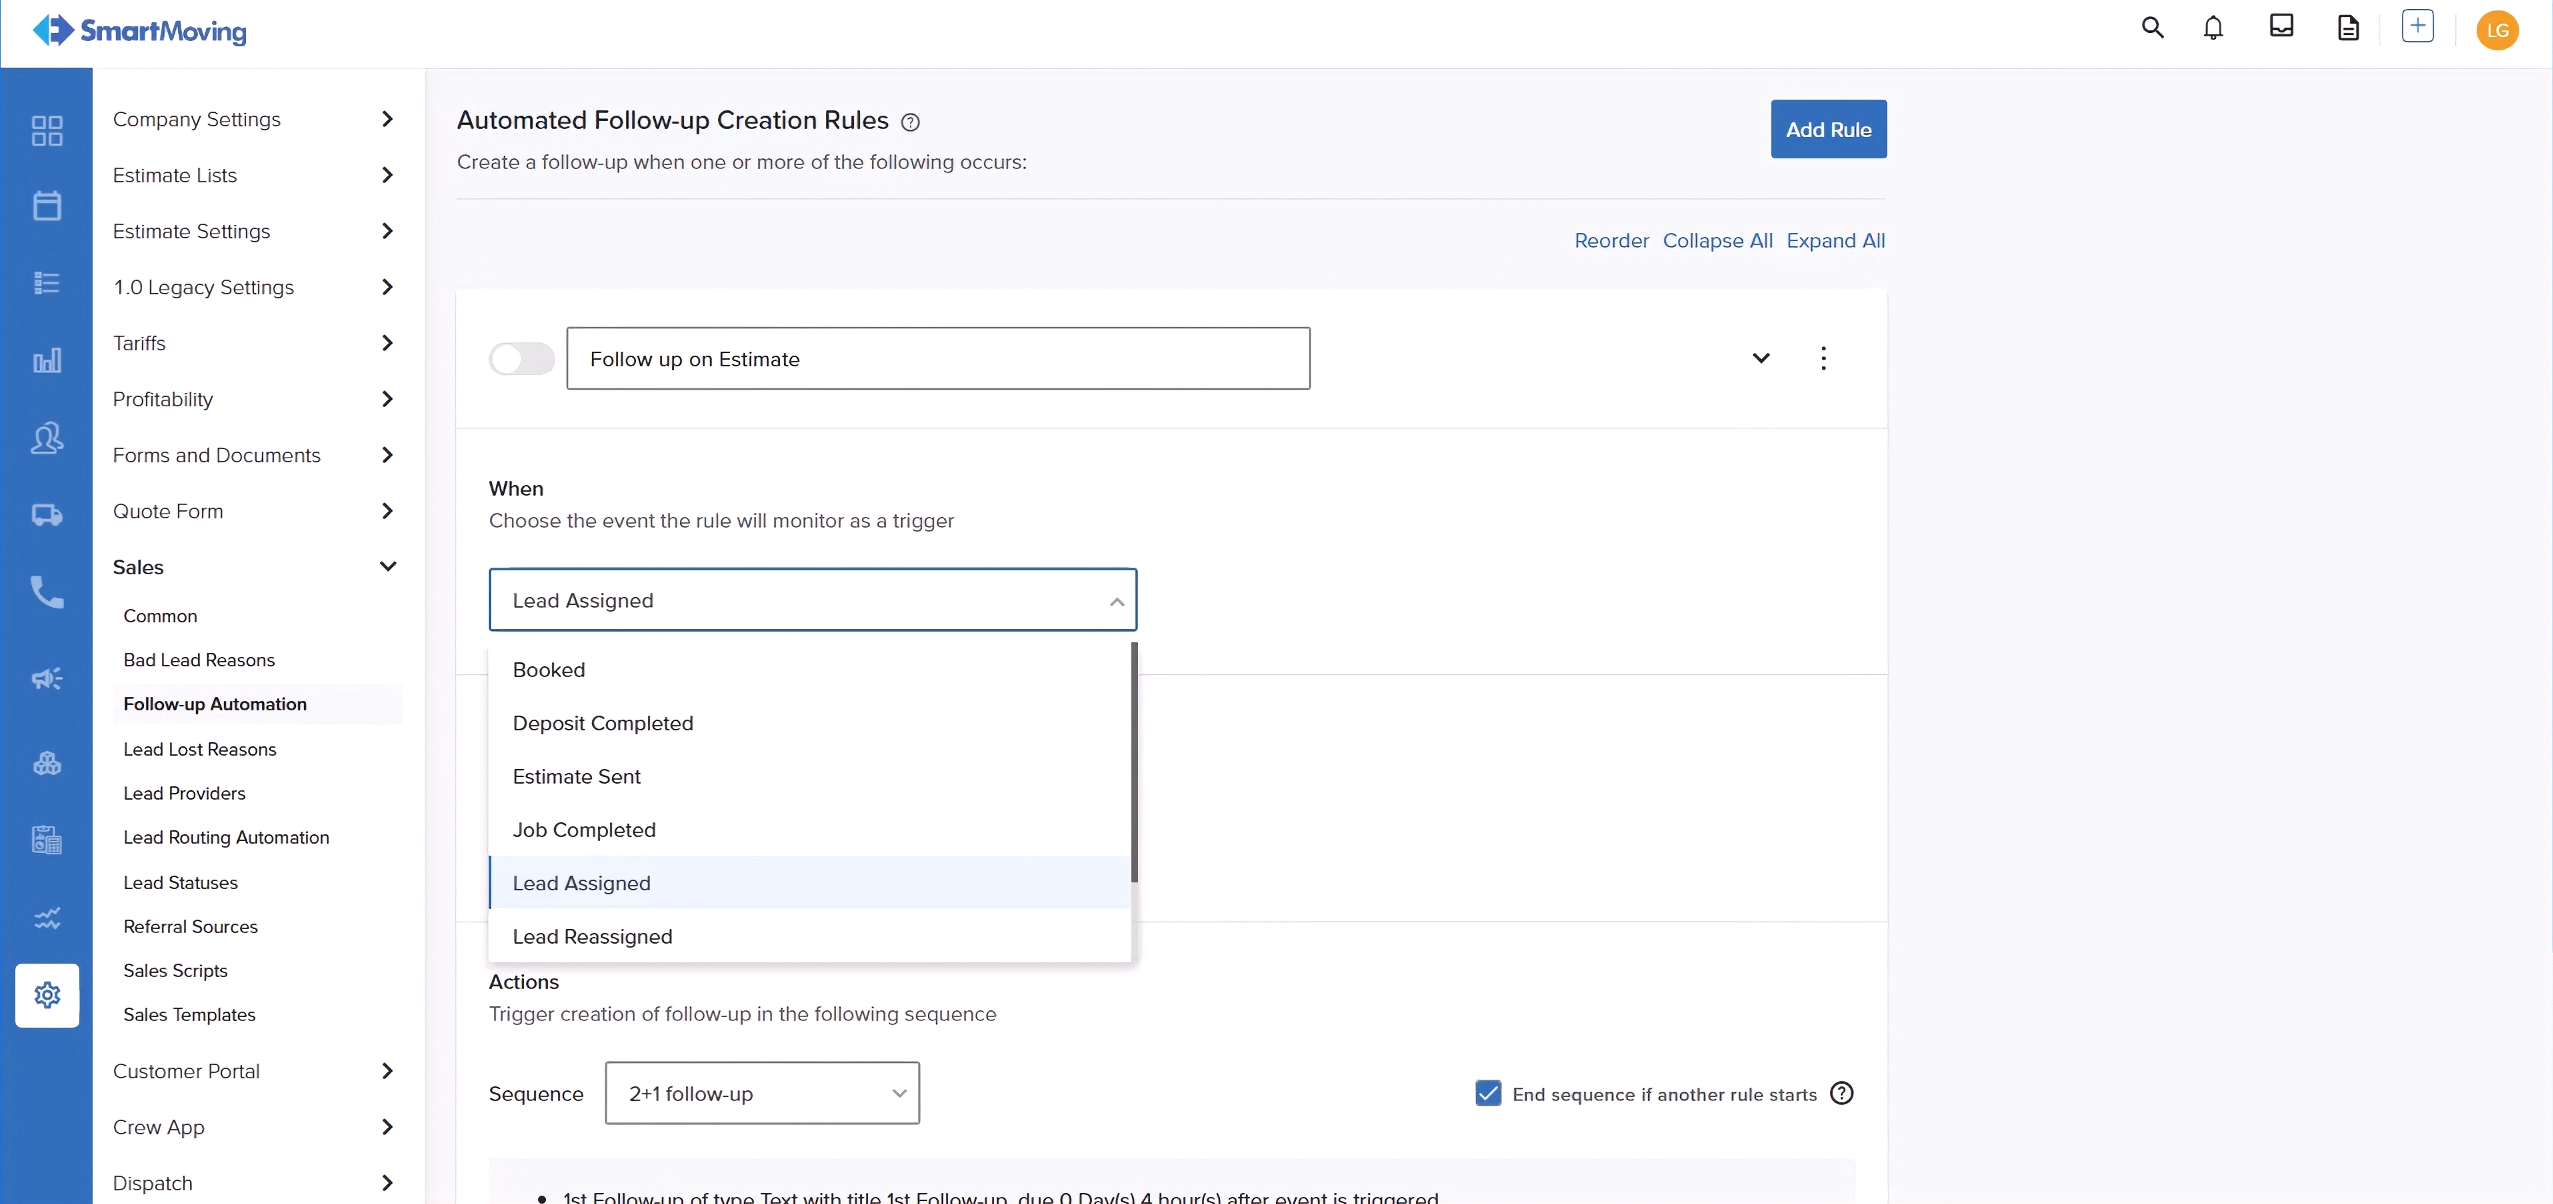 SmartMoving
LG
Company Settings
Estimate Lists
Estimate Settings
1.0 Legacy Settings
Tariffs
Profitability
Forms and Documents
Quote Form
Sales
Common
Bad Lead Reasons
Follow-up Automation
Lead Lost Reasons
Lead Providers
Lead Routing Automation
Lead Statuses
Referral Sources
Sales Scripts
Sales Templates
Customer Portal
Crew App
Dispatch
Automated Follow-up Creation Rules
Create a follow-up when one or more of the following occurs:
Add Rule
Reorder Collapse All Expand All
Follow up on Estimate
When
Choose the event the rule will monitor as a trigger
Lead Assigned
Booked
Deposit Completed
Estimate Sent
Job Completed
Lead Assigned
Lead Reassigned
Actions
Trigger creation of follow-up in the following sequence
Sequence 2+1 follow-up End sequence if another rule starts
• 1st Follow-up of type Text with title 1st Follow-up, due 0 Day(s) 4 hour(s) after event is triggered